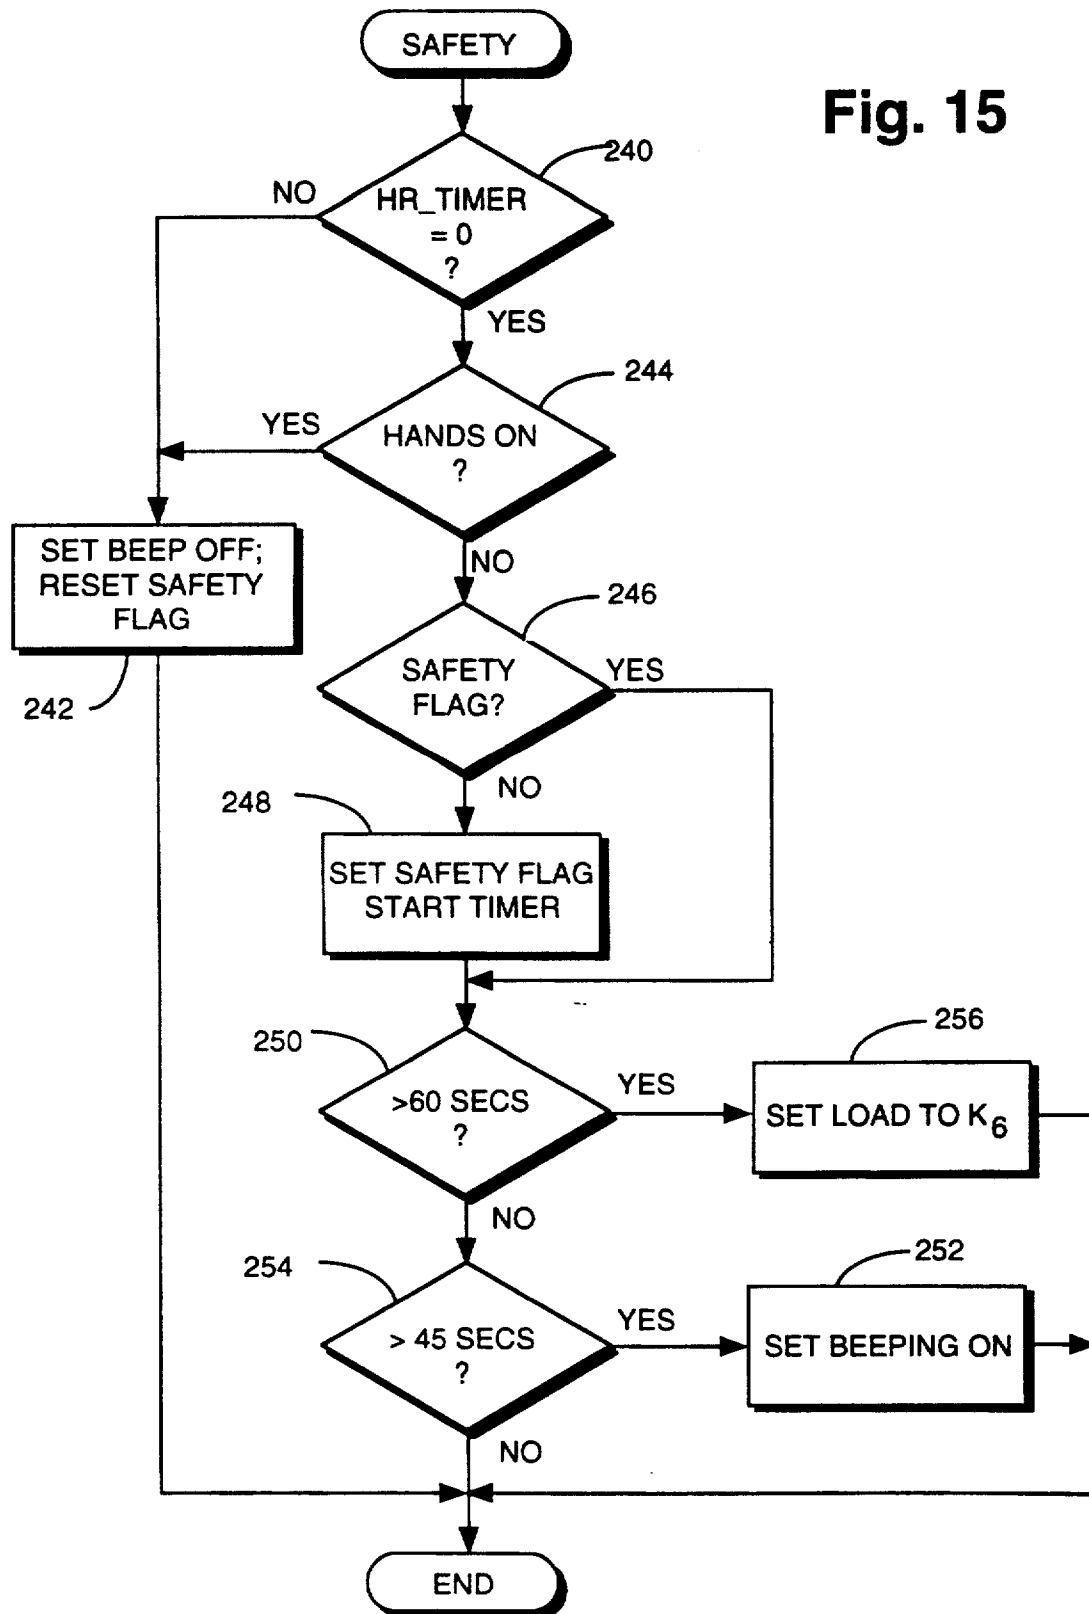 SAFETY
Fig. 15
240
HR_TIMER
= 0
?
NO
YES
244
HANDS ON
?
YES
NO
SET BEEP OFF;
RESET SAFETY
FLAG
242
246
SAFETY
FLAG?
YES
NO
248
SET SAFETY FLAG
START TIMER
250
>60 SECS
?
YES
256
SET LOAD TO K6
NO
254
> 45 SECS
?
YES
252
SET BEEPING ON
NO
END